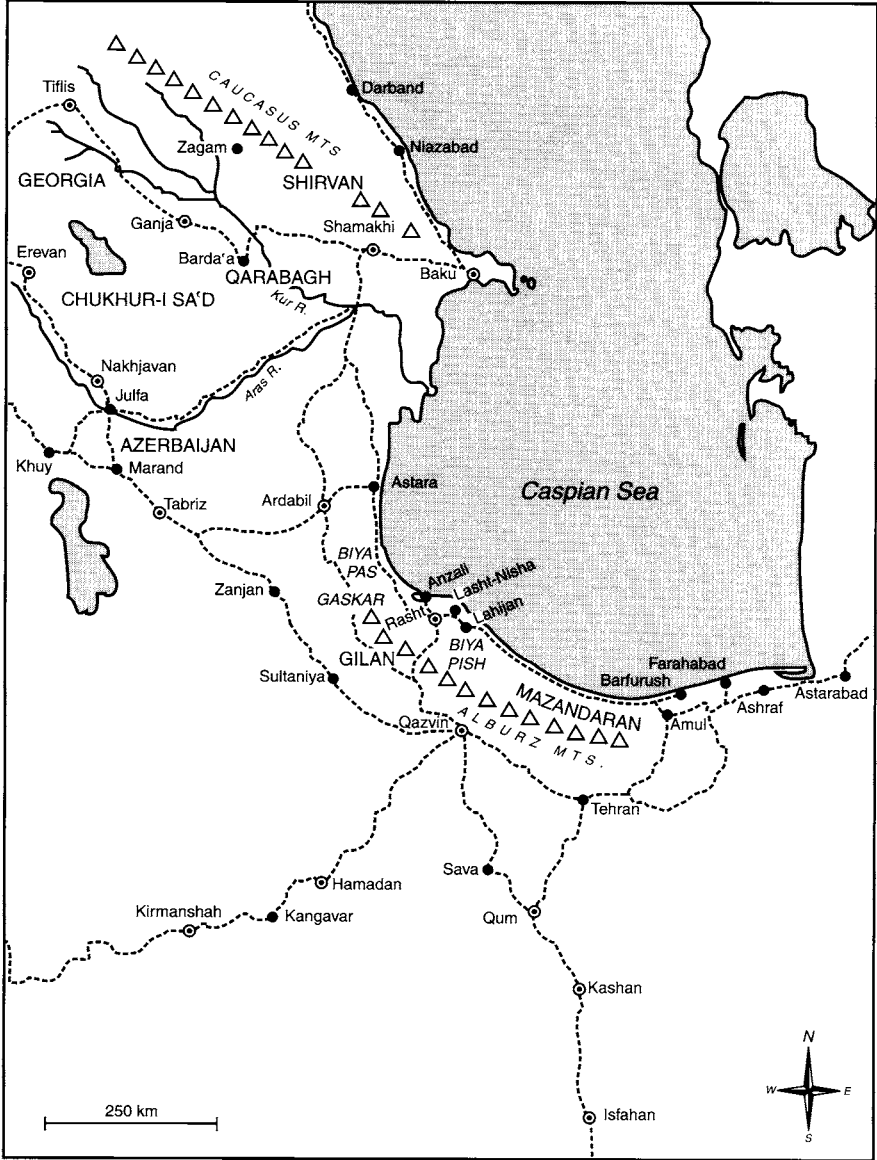 CAUCASUS MTS
Tiflis
Darband
Zagam
Niazabad
GEORGIA
SHIRVAN
Ganja
Shamakhi
Erevan
Barda‘a
QARABAGH
Baku
CHUKHUR-I SA‘D
Kur R.
Nakhjavan
Aras R.
Julfa
AZERBAIJAN
Khuy
Marand
Tabriz
Ardabil
Astara
Caspian Sea
BIYA
PAS
Anzali
Lasht-Nisha
Zanjan
GASKAR
Rasht
Lahijan
GILAN
BIYA
PISH
Sultaniya
Farahabad
Barfurush
MAZANDARAN
Ashraf
Astarabad
Qazvin
ALBURZ MTS.
Amul
Tehran
Sava
Hamadan
Kirmanshah
Kangavar
Qum
Kashan
N
W
E
S
250 km
Isfahan